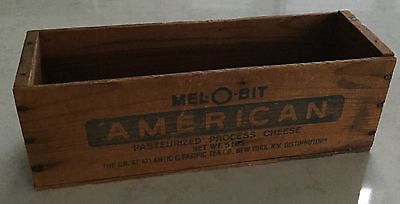 MEL-O-BIT
AMERICAN
PASTEURIZED PROCESS CHEESE
NET WT. 5 LBS.
THE GREAT ATLANTIC & PACIFIC TEA CO., NEW YORK, N.Y. DISTRIBUTORS